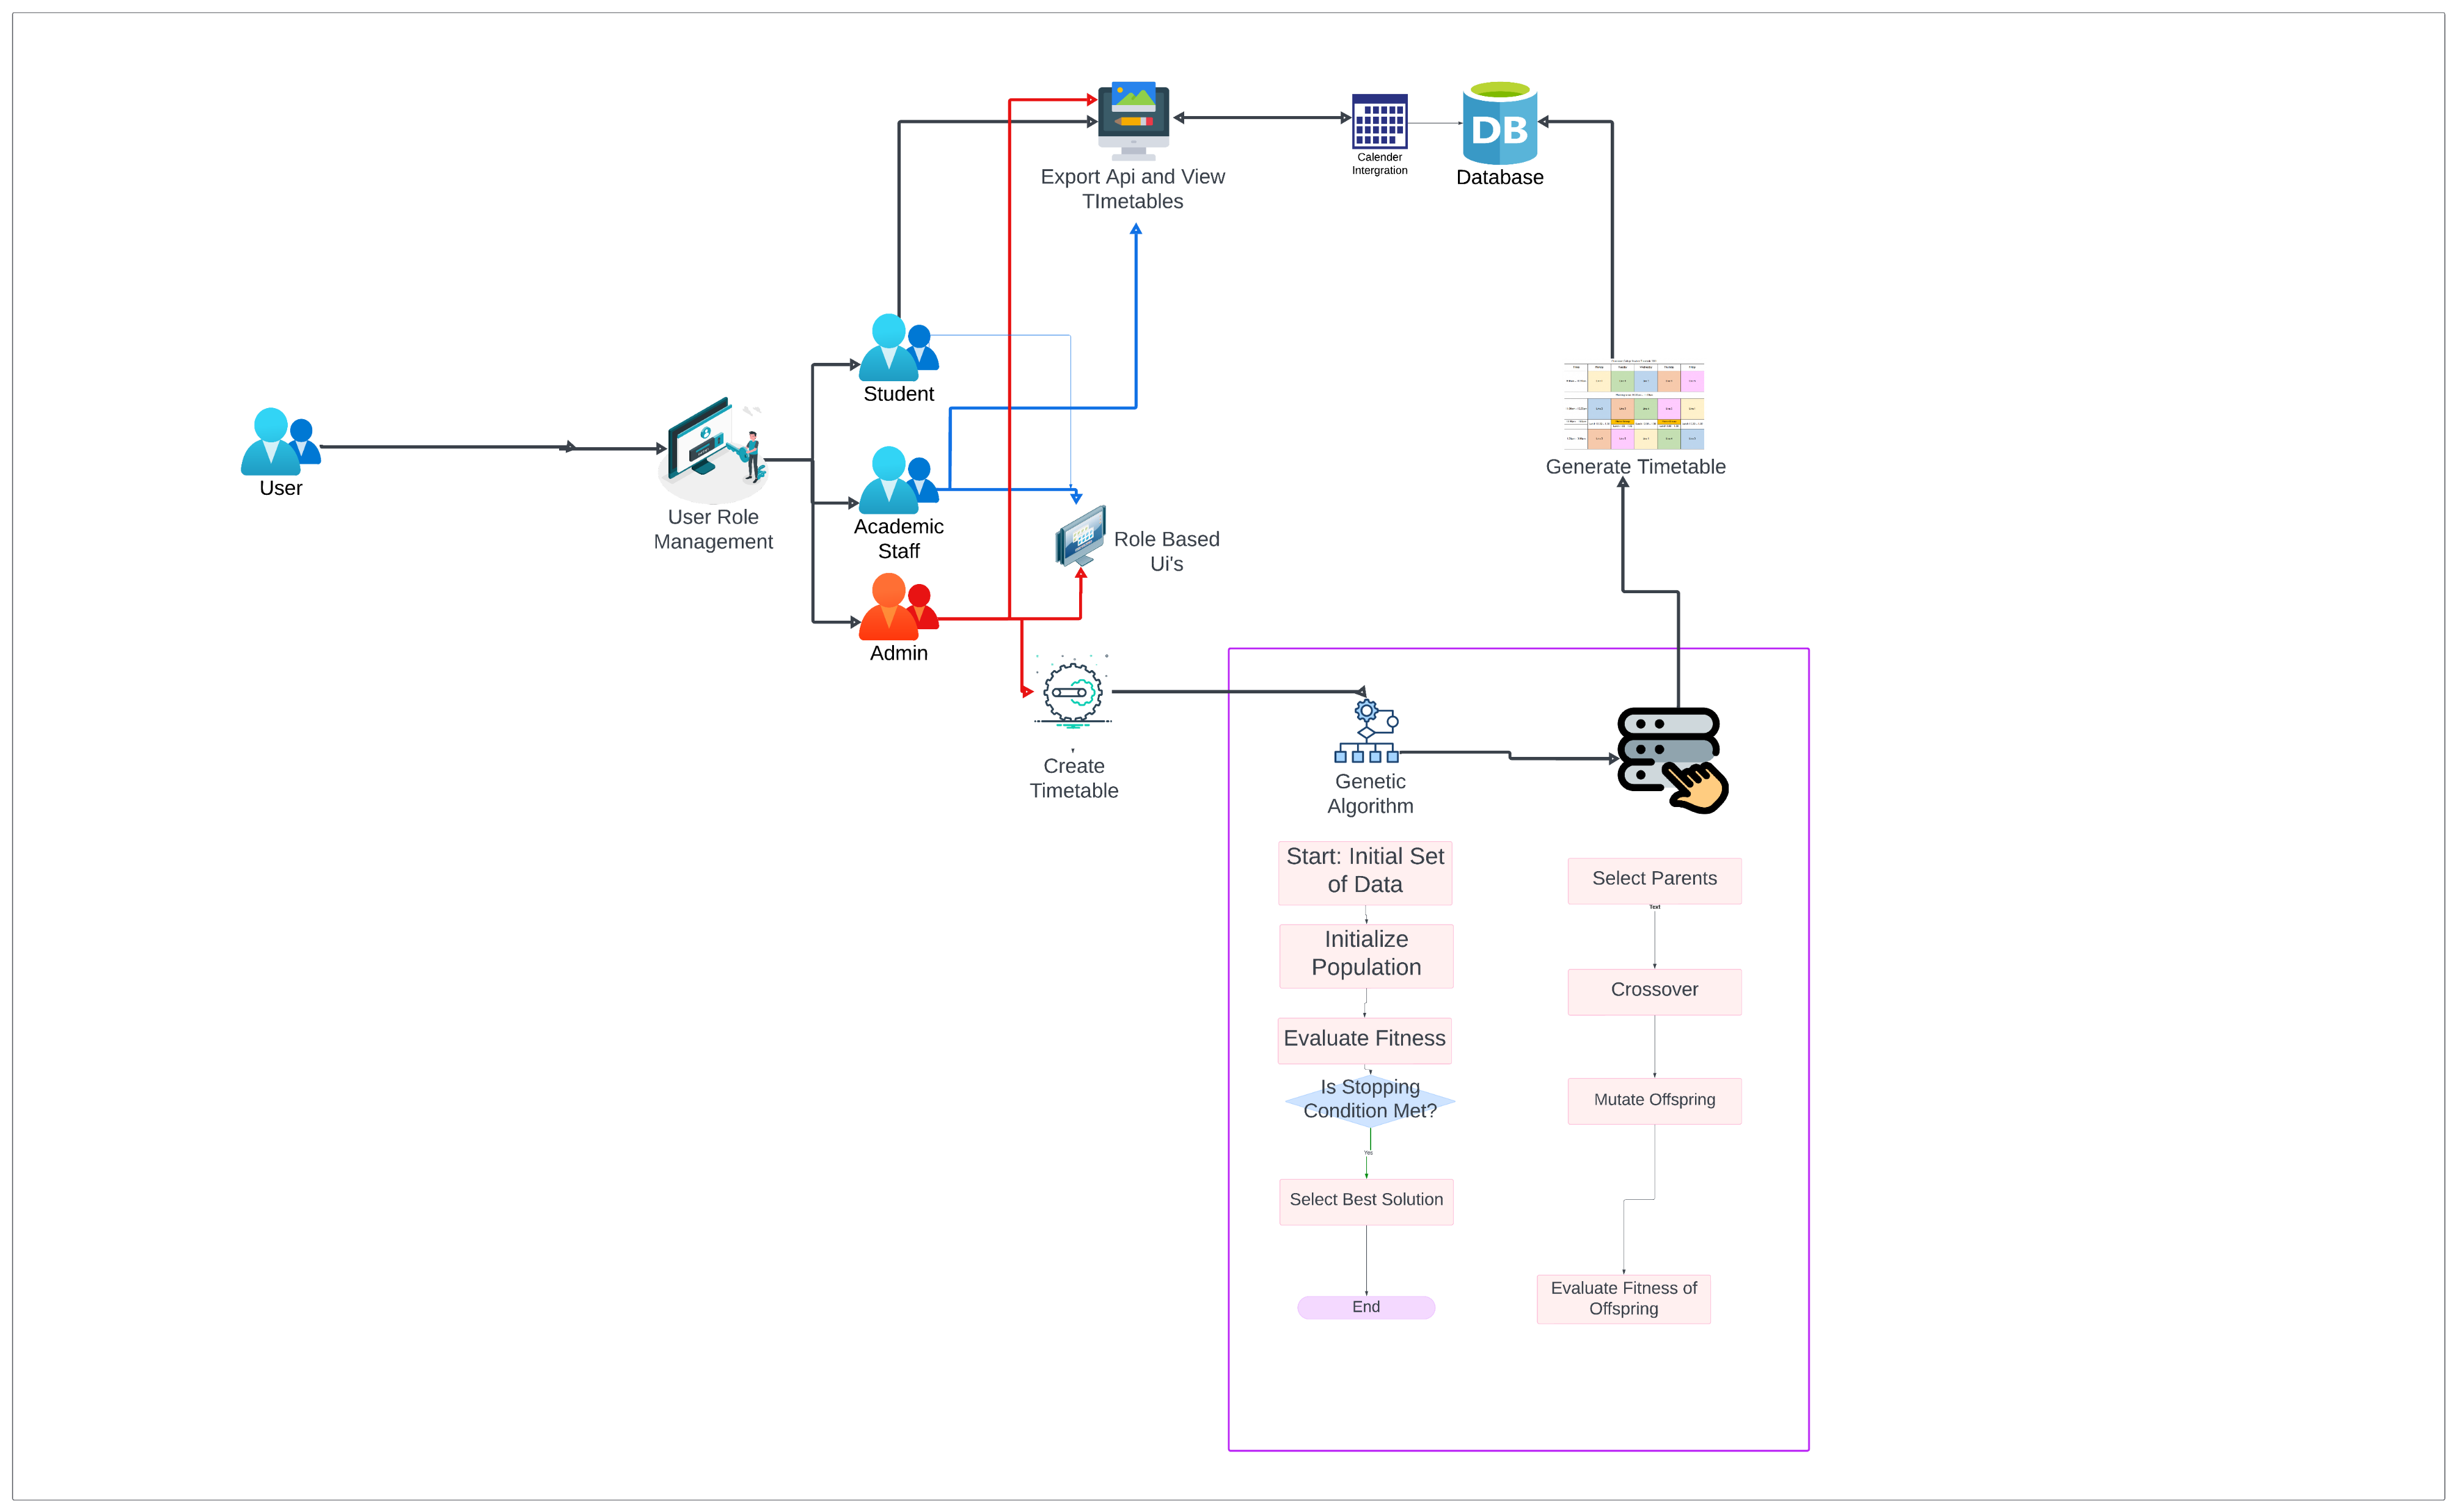 Export Api and View
TImetables
Calender
Intergration
DB
Database
Student
User
User Role
Management
Academic
Staff
Role Based
Ui's
Admin
Generate Timetable
Create
Timetable
Genetic
Algorithm
Start: Initial Set
of Data
Initialize
Population
Evaluate Fitness
Is Stopping
Condition Met?
Yes
Select Best Solution
End
Select Parents
Text
Crossover
Mutate Offspring
Evaluate Fitness of
Offspring